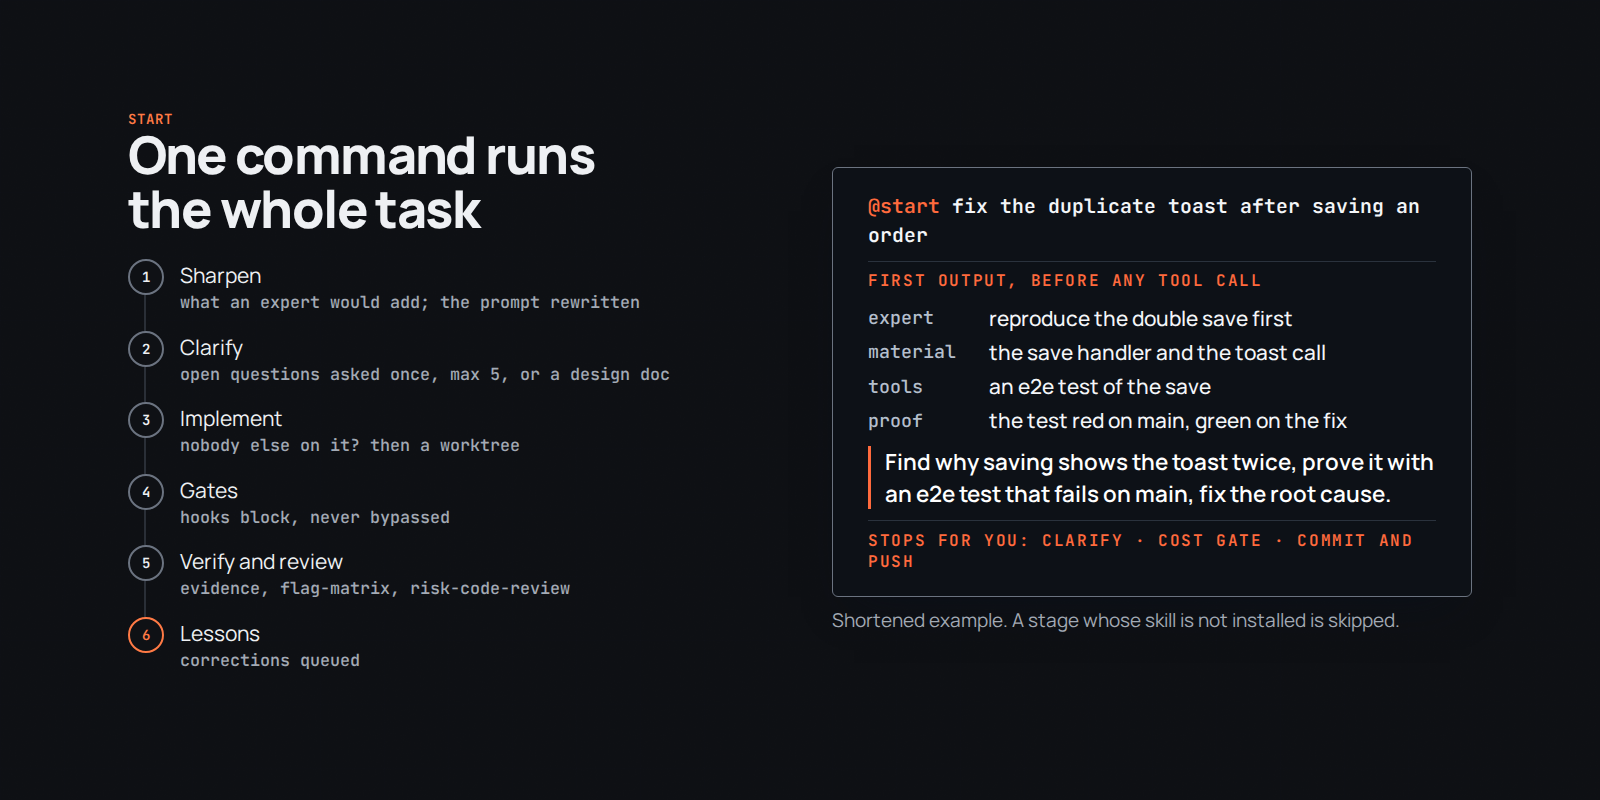 START
One command runs
the whole task
1 Sharpen
what an expert would add; the prompt rewritten
2 Clarify
open questions asked once, max 5, or a design doc
3 Implement
nobody else on it? then a worktree
4 Gates
hooks block, never bypassed
5 Verify and review
evidence, flag-matrix, risk-code-review
6 Lessons
corrections queued
@start fix the duplicate toast after saving an
order
FIRST OUTPUT, BEFORE ANY TOOL CALL
expert reproduce the double save first
material the save handler and the toast call
tools an e2e test of the save
proof the test red on main, green on the fix
Find why saving shows the toast twice, prove it with
an e2e test that fails on main, fix the root cause.
STOPS FOR YOU: CLARIFY · COST GATE · COMMIT AND
PUSH
Shortened example. A stage whose skill is not installed is skipped.